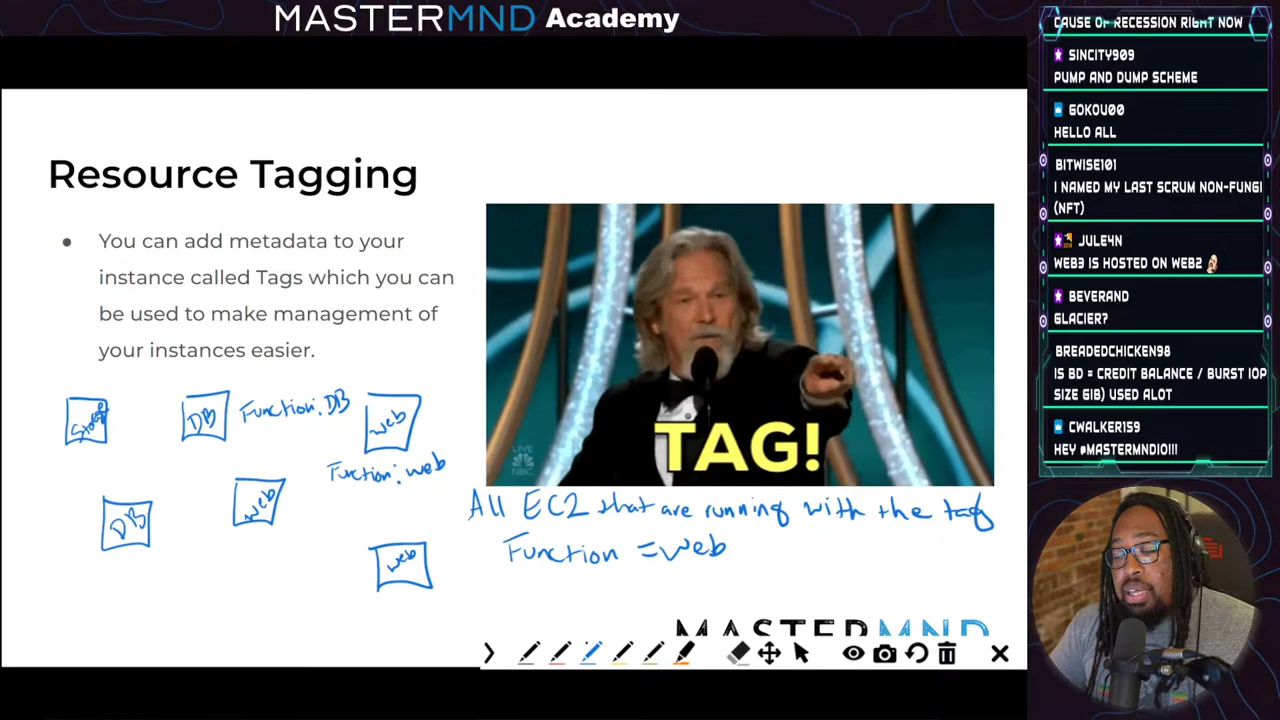 MASTERMND Academy
Resource Tagging
● You can add metadata to your
instance called Tags which you can
be used to make management of
your instances easier.
Storage
DB
Function: DB
web
Function: web
DB
web
web
LIVE
NBC
TAG!
All EC2 that are running with the tag
Function = web
MASTERMND
CAUSE OF RECESSION RIGHT NOW
SINCITY909
PUMP AND DUMP SCHEME
GOKOU00
HELLO ALL
BITWISE101
I NAMED MY LAST SCRUM NON-FUNGI
(NFT)
JULE4N
WEB3 IS HOSTED ON WEB2
BEVERAND
GLACIER?
BREADEDCHICKEN98
IS BD = CREDIT BALANCE / BURST IOP
SIZE GIB) USED ALOT
CWALKER159
HEY @MASTERMNDIO!!!